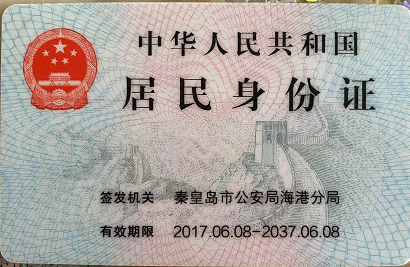 中华人民共和国
居民身份证
签发机关 秦皇岛市公安局海港分局
有效期限 2017.06.08-2037.06.08